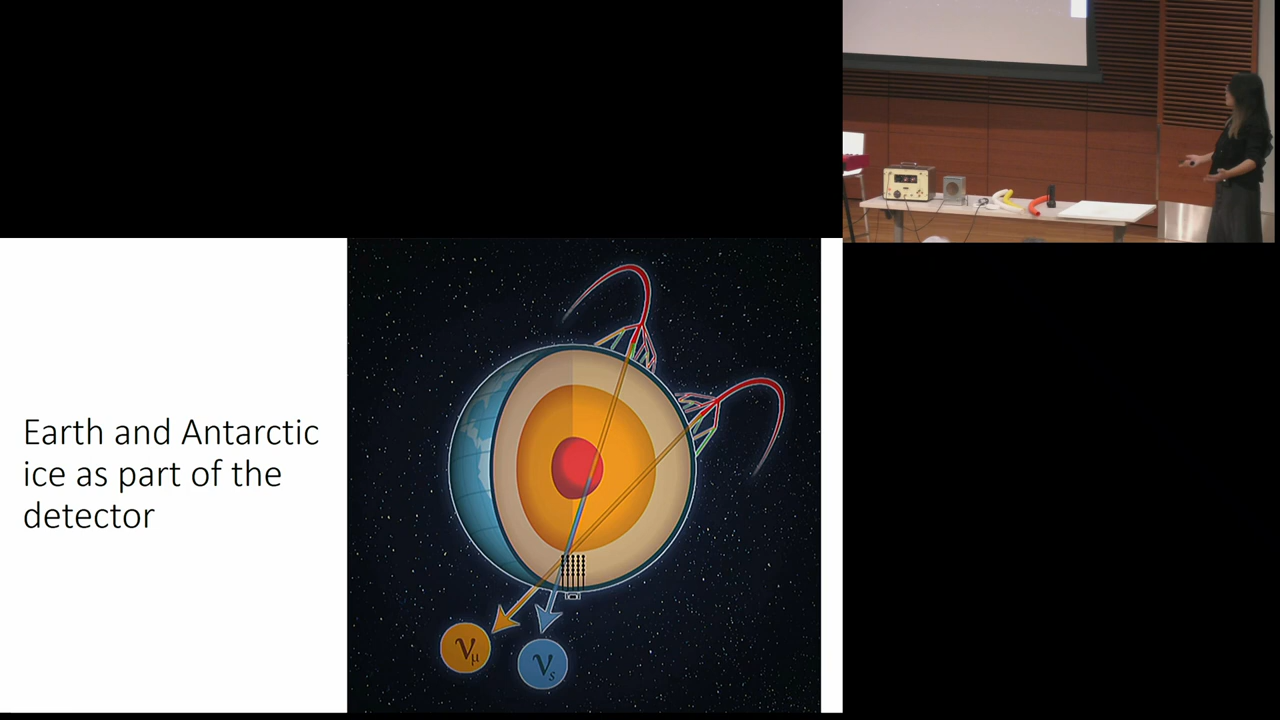 Earth and Antarctic
ice as part of the
detector
νμ
νs